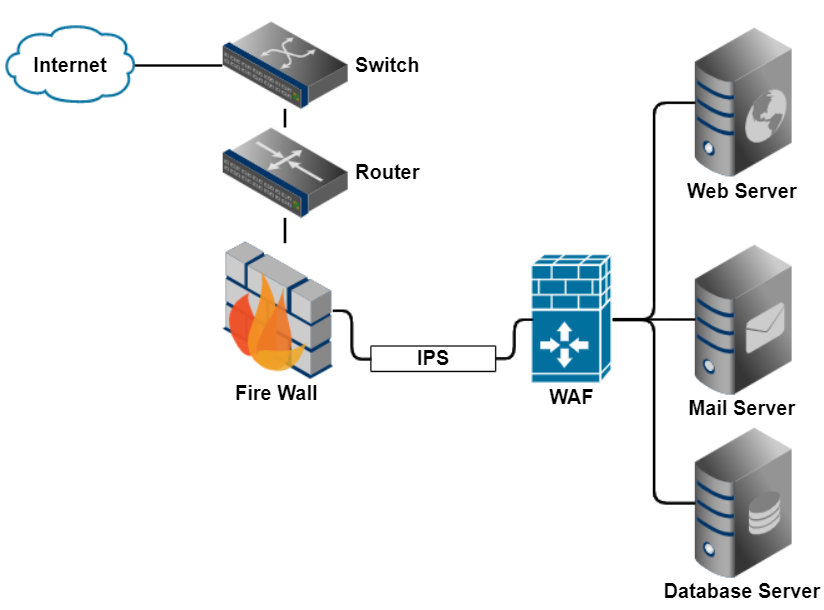 Internet
Switch
Router
Fire Wall
IPS
WAF
Web Server
Mail Server
Database Server